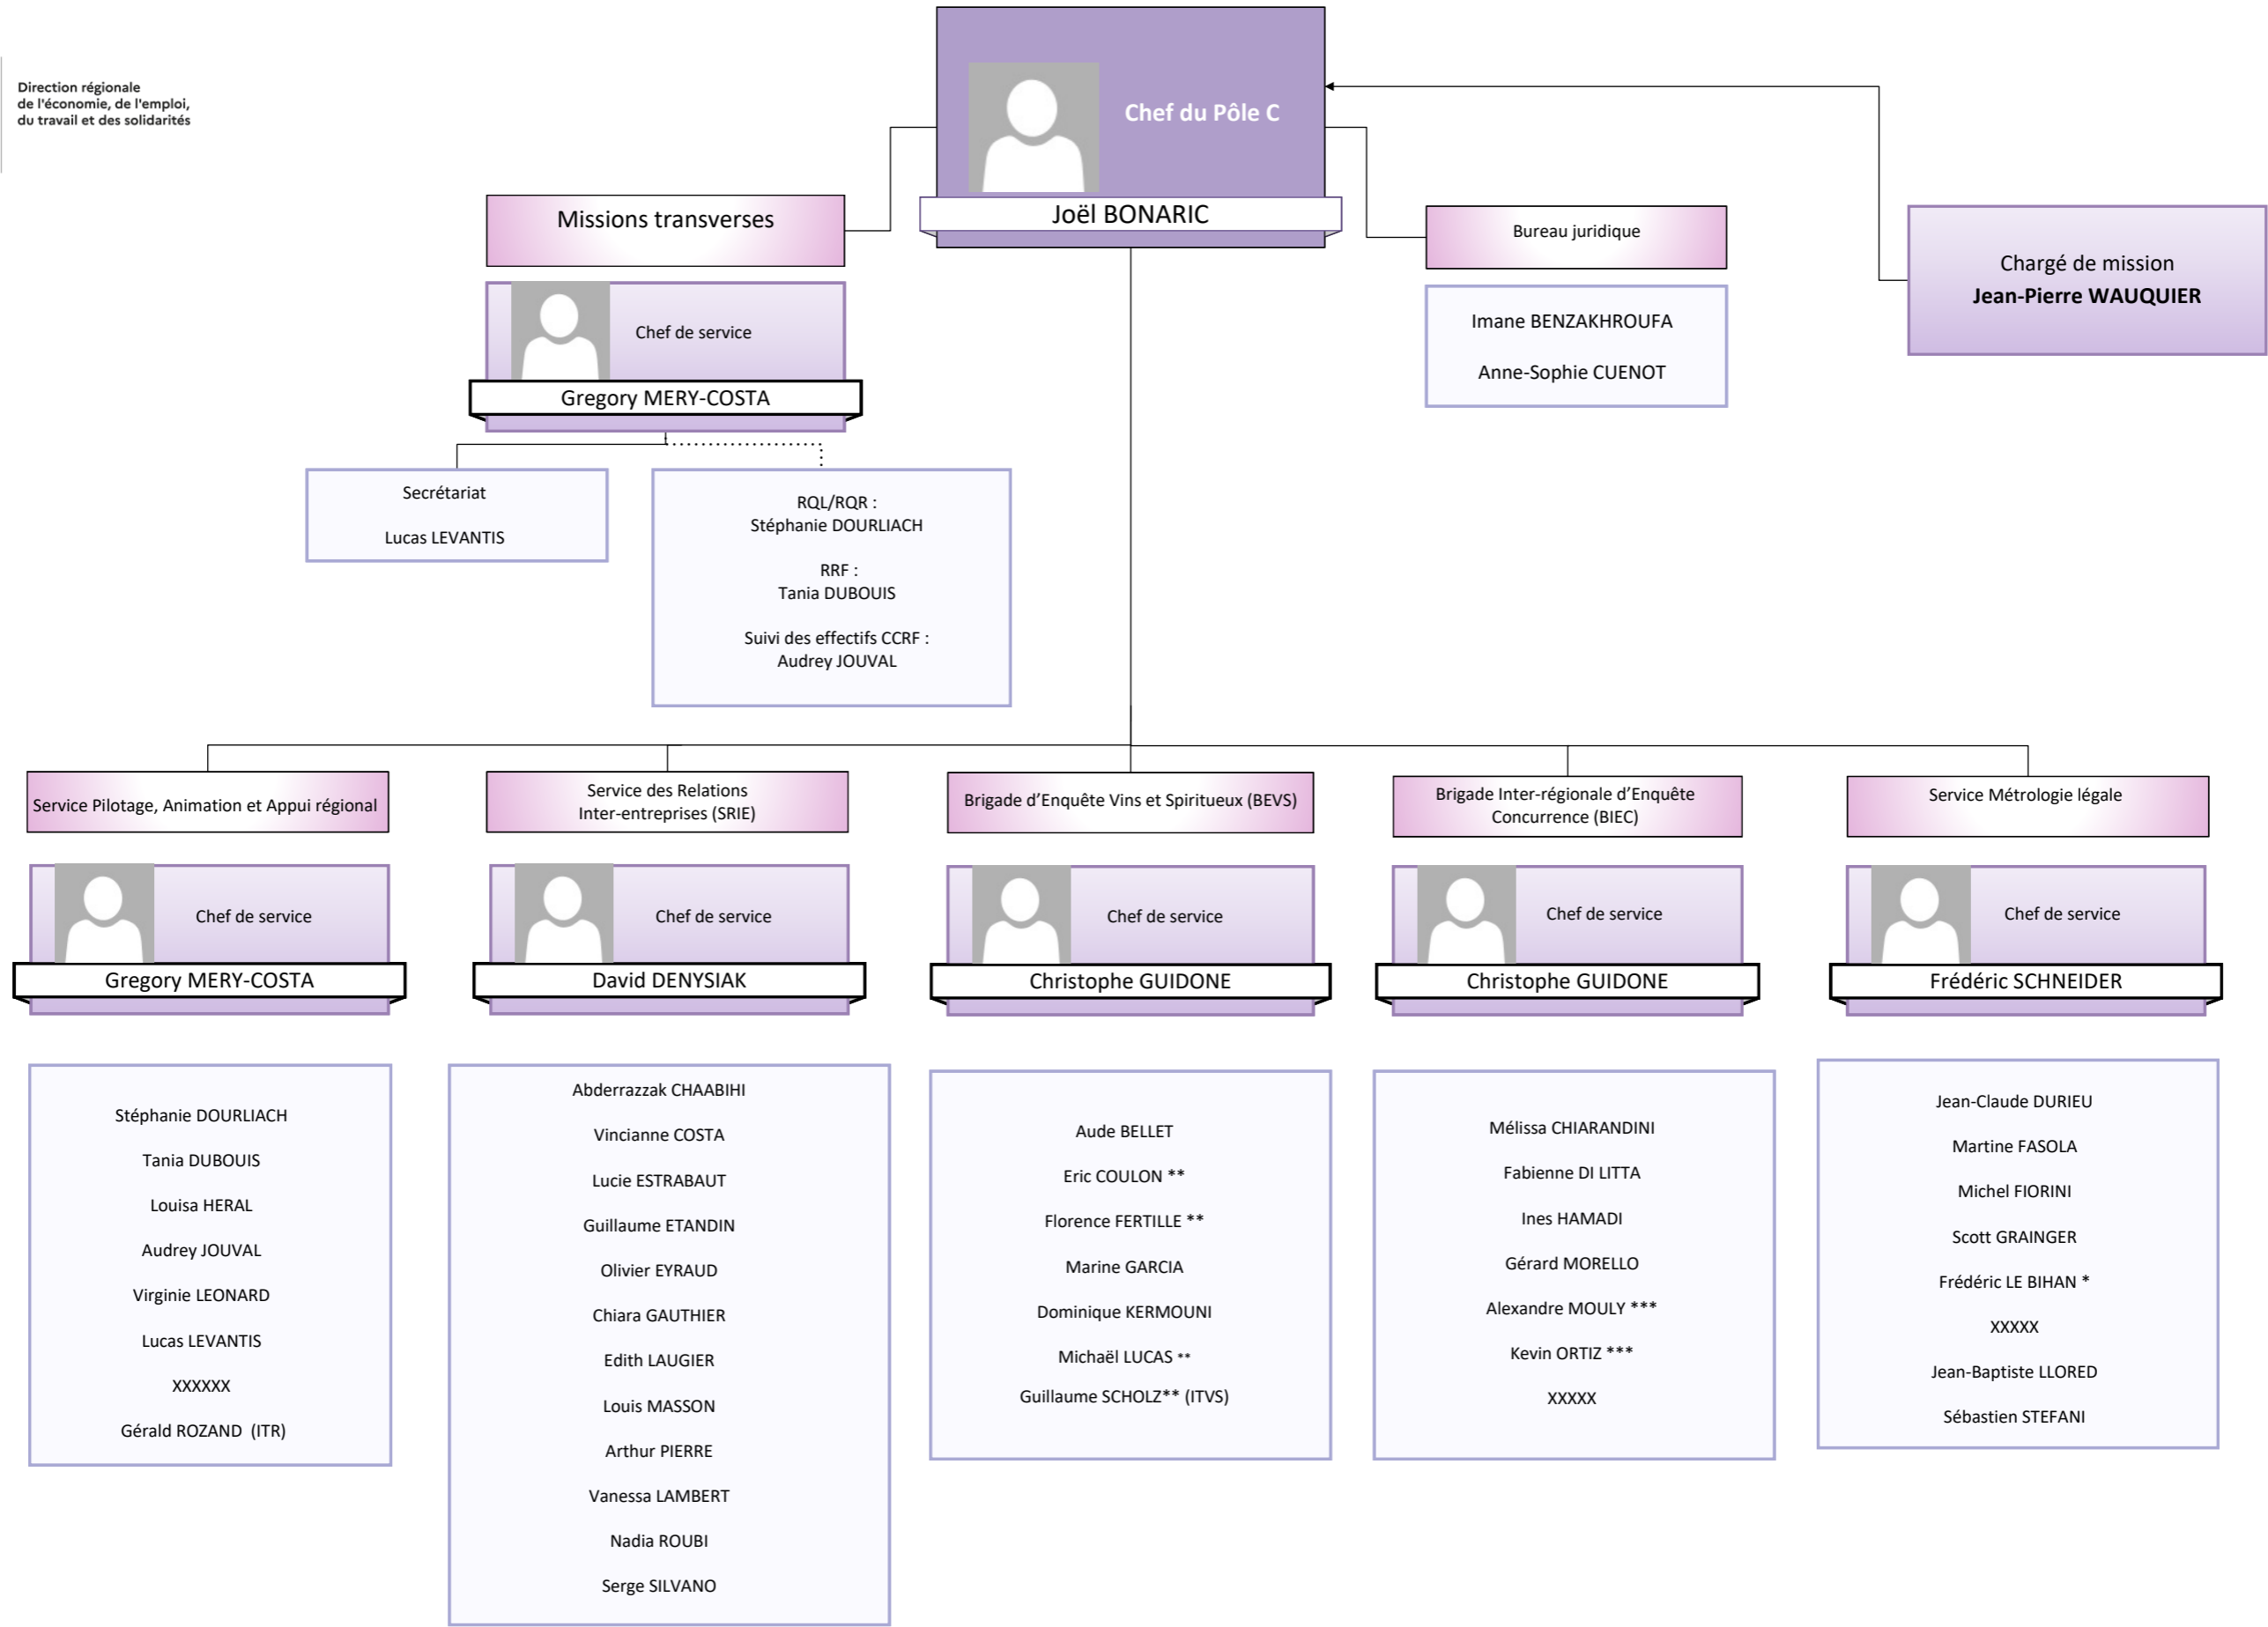 Direction régionale
de l'économie, de l'emploi,
du travail et des solidarités
Chef du Pôle C
Joël BONARIC
Missions transverses
Chef de service
Gregory MERY-COSTA
Bureau juridique
Imane BENZAKHROUFA
Anne-Sophie CUENOT
Chargé de mission
Jean-Pierre WAUQUIER
Secrétariat
Lucas LEVANTIS
RQL/RQR :
Stéphanie DOURLIACH
RRF :
Tania DUBOUIS
Suivi des effectifs CCRF :
Audrey JOUVAL
Service Pilotage, Animation et Appui régional
Chef de service
Gregory MERY-COSTA
Stéphanie DOURLIACH
Tania DUBOUIS
Louisa HERAL
Audrey JOUVAL
Virginie LEONARD
Lucas LEVANTIS
XXXXXX
Gérald ROZAND (ITR)
Service des Relations
Inter-entreprises (SRIE)
Chef de service
David DENYSIAK
Abderrazzak CHAABIHI
Vincianne COSTA
Lucie ESTRABAUT
Guillaume ETANDIN
Olivier EYRAUD
Chiara GAUTHIER
Edith LAUGIER
Louis MASSON
Arthur PIERRE
Vanessa LAMBERT
Nadia ROUBI
Serge SILVANO
Brigade d’Enquête Vins et Spiritueux (BEVS)
Chef de service
Christophe GUIDONE
Aude BELLET
Eric COULON **
Florence FERTILLE **
Marine GARCIA
Dominique KERMOUNI
Michaël LUCAS **
Guillaume SCHOLZ** (ITVS)
Brigade Inter-régionale d’Enquête
Concurrence (BIEC)
Chef de service
Christophe GUIDONE
Mélissa CHIARANDINI
Fabienne DI LITTA
Ines HAMADI
Gérard MORELLO
Alexandre MOULY ***
Kevin ORTIZ ***
XXXXX
Service Métrologie légale
Chef de service
Frédéric SCHNEIDER
Jean-Claude DURIEU
Martine FASOLA
Michel FIORINI
Scott GRAINGER
Frédéric LE BIHAN *
XXXXX
Jean-Baptiste LLORED
Sébastien STEFANI